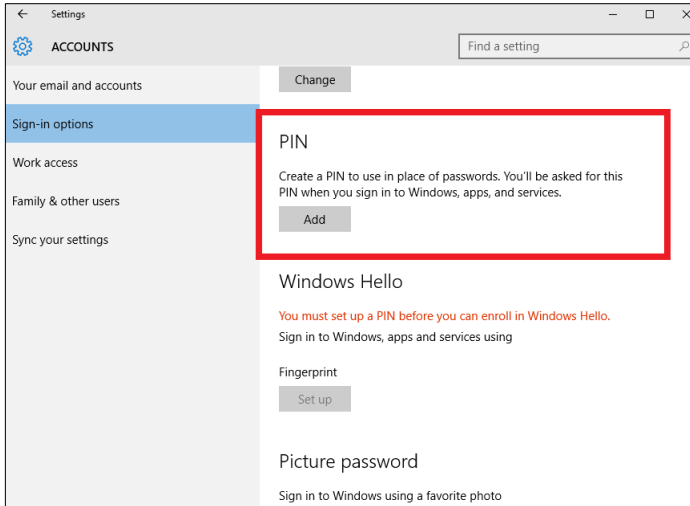 Settings
ACCOUNTS
Find a setting
Your email and accounts
Sign-in options
Work access
Family & other users
Sync your settings
Change
PIN
Create a PIN to use in place of passwords. You'll be asked for this
PIN when you sign in to Windows, apps, and services.
Add
Windows Hello
You must set up a PIN before you can enroll in Windows Hello.
Sign in to Windows, apps and services using
Fingerprint
Set up
Picture password
Sign in to Windows using a favorite photo